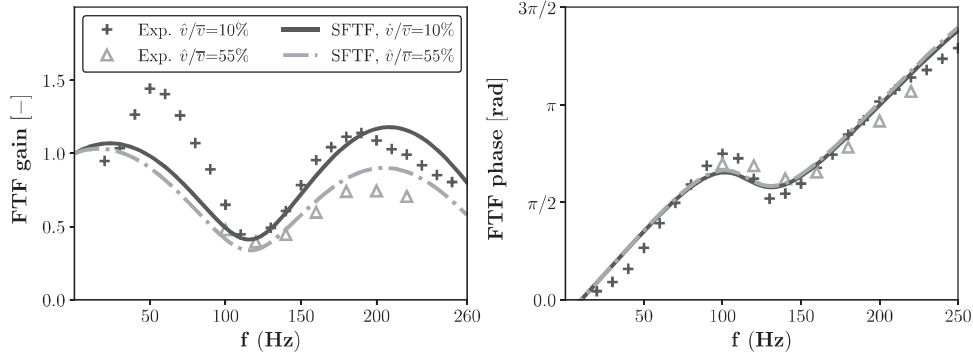 Exp. v̂/v̄=10%
SFTF, v̂/v̄=10%
Exp. v̂/v̄=55%
SFTF, v̂/v̄=55%
FTF gain [−]
1.5
1.0
0.5
0.0
50
100
150
200
260
f (Hz)
FTF phase [rad]
3π/2
π
π/2
0.0
50
100
150
200
250
f (Hz)